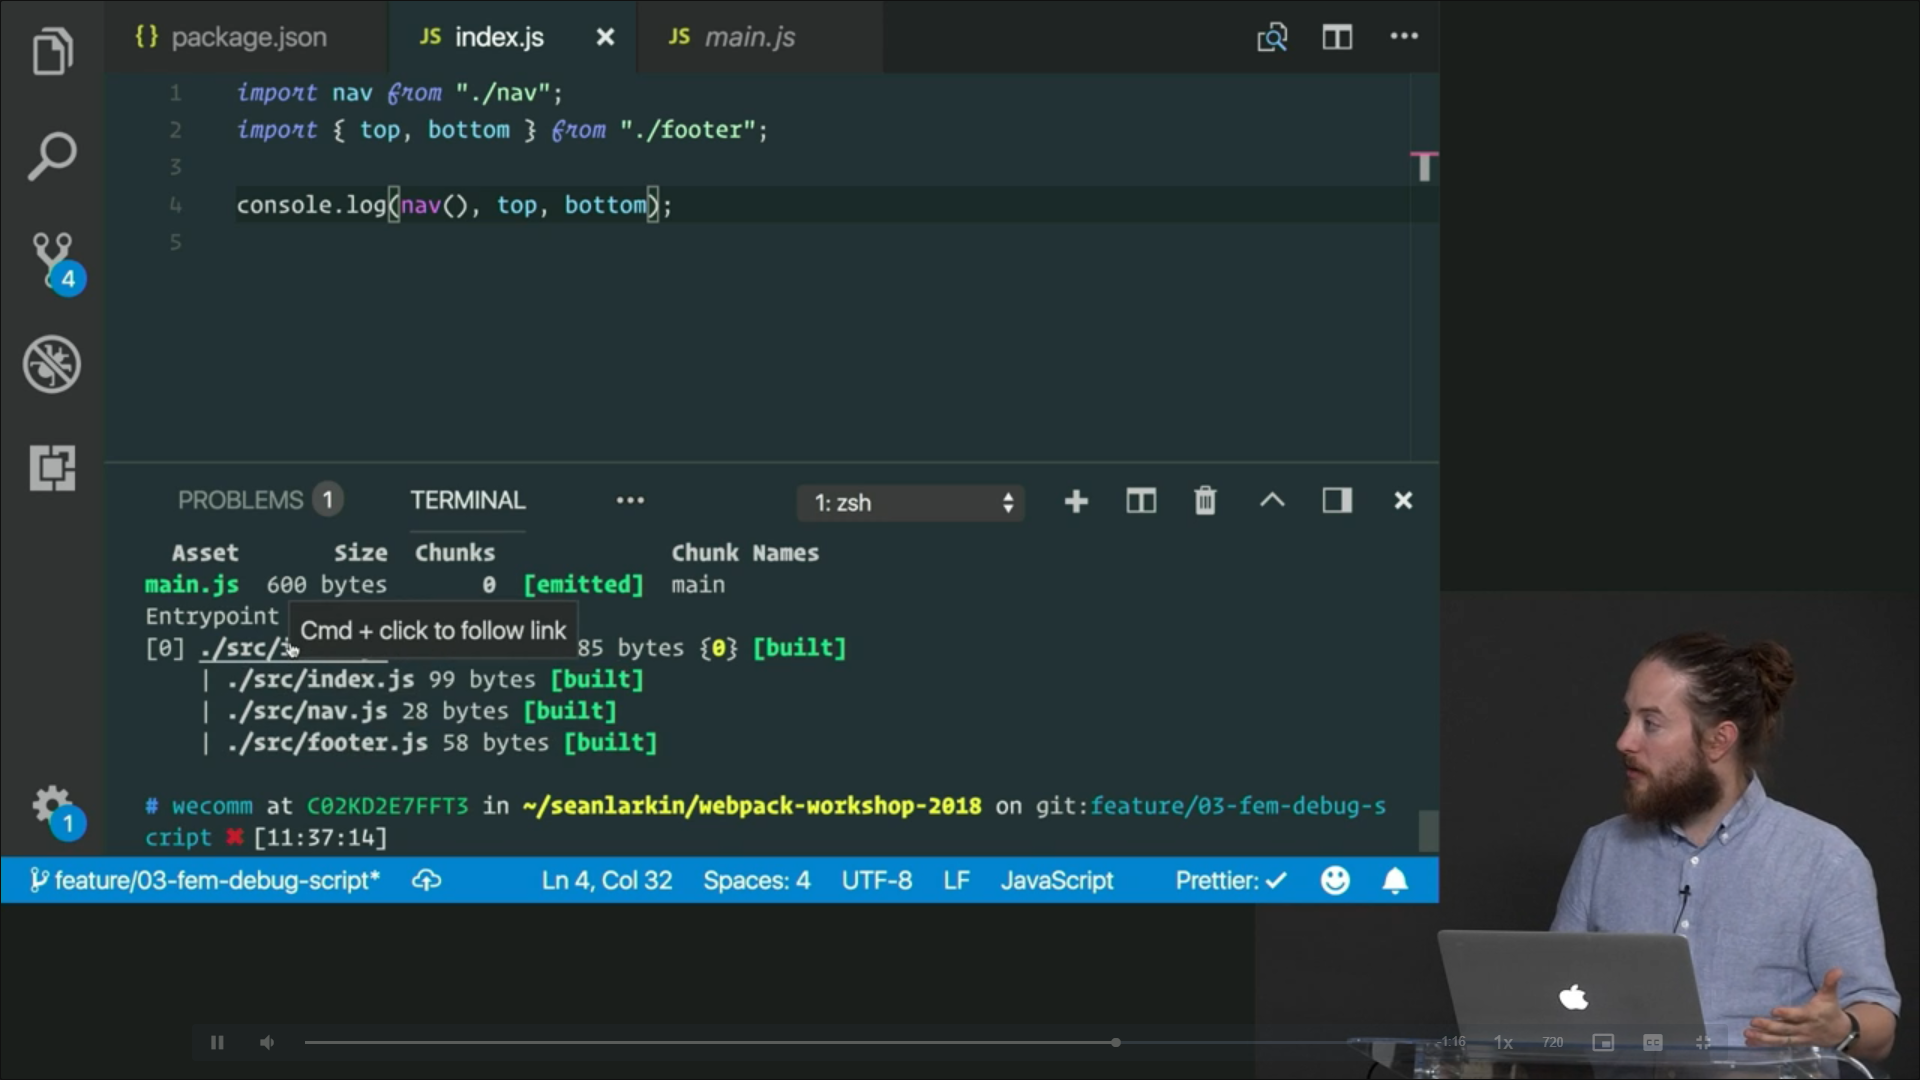 {} package.json JS index.js JS main.js
1 import nav from "./nav";
2 import { top, bottom } from "./footer";
3
4 console.log(nav(), top, bottom);
5
4
PROBLEMS 1 TERMINAL 1: zsh
Asset Size Chunks Chunk Names
main.js 600 bytes 0 [emitted] main
Entrypoint
Cmd + click to follow link
[0] ./src/ 85 bytes {0} [built]
| ./src/index.js 99 bytes [built]
| ./src/nav.js 28 bytes [built]
| ./src/footer.js 58 bytes [built]
# wecomm at C02KD2E7FFT3 in ~/seanlarkin/webpack-workshop-2018 on git:feature/03-fem-debug-s
cript ✖ [11:37:14]
1
feature/03-fem-debug-script* Ln 4, Col 32 Spaces: 4 UTF-8 LF JavaScript Prettier: ✓
-1:16 1x 720 CC